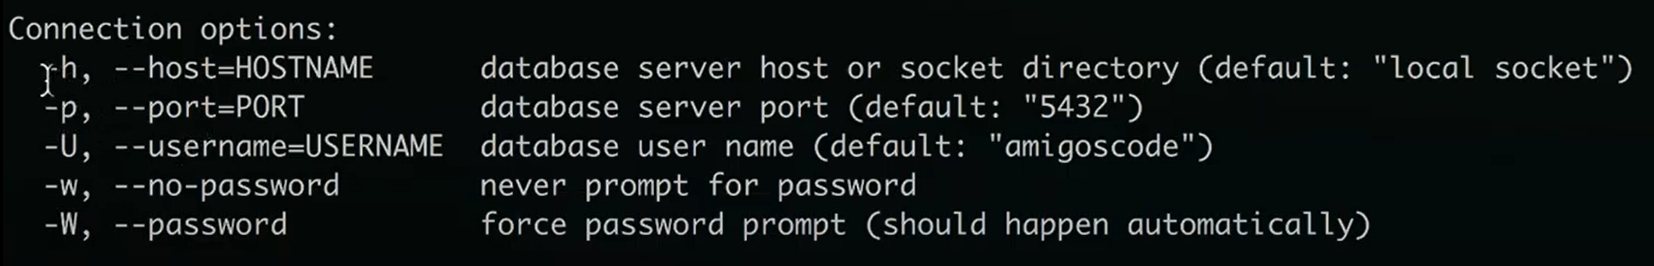 Connection options:
-h, --host=HOSTNAME database server host or socket directory (default: "local socket")
-p, --port=PORT database server port (default: "5432")
-U, --username=USERNAME database user name (default: "amigoscode")
-w, --no-password never prompt for password
-W, --password force password prompt (should happen automatically)